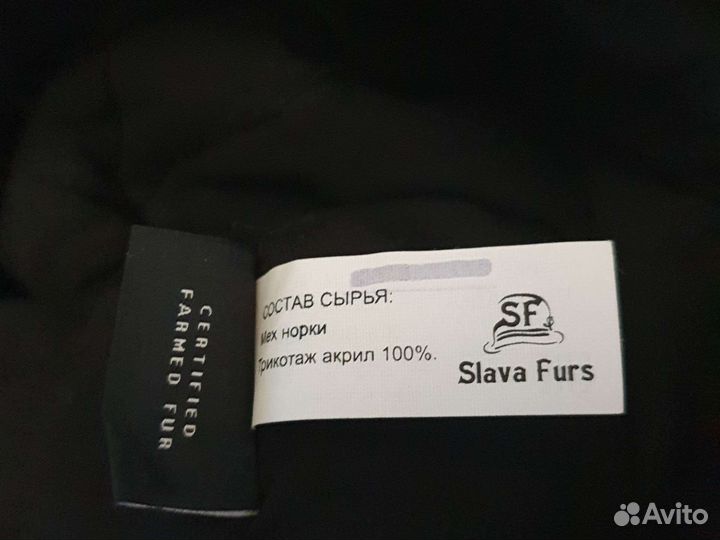 CERTIFIED
FARMED FUR
СОСТАВ СЫРЬЯ:
Мех норки
Трикотаж акрил 100%.
SF
Slava Furs
Avito